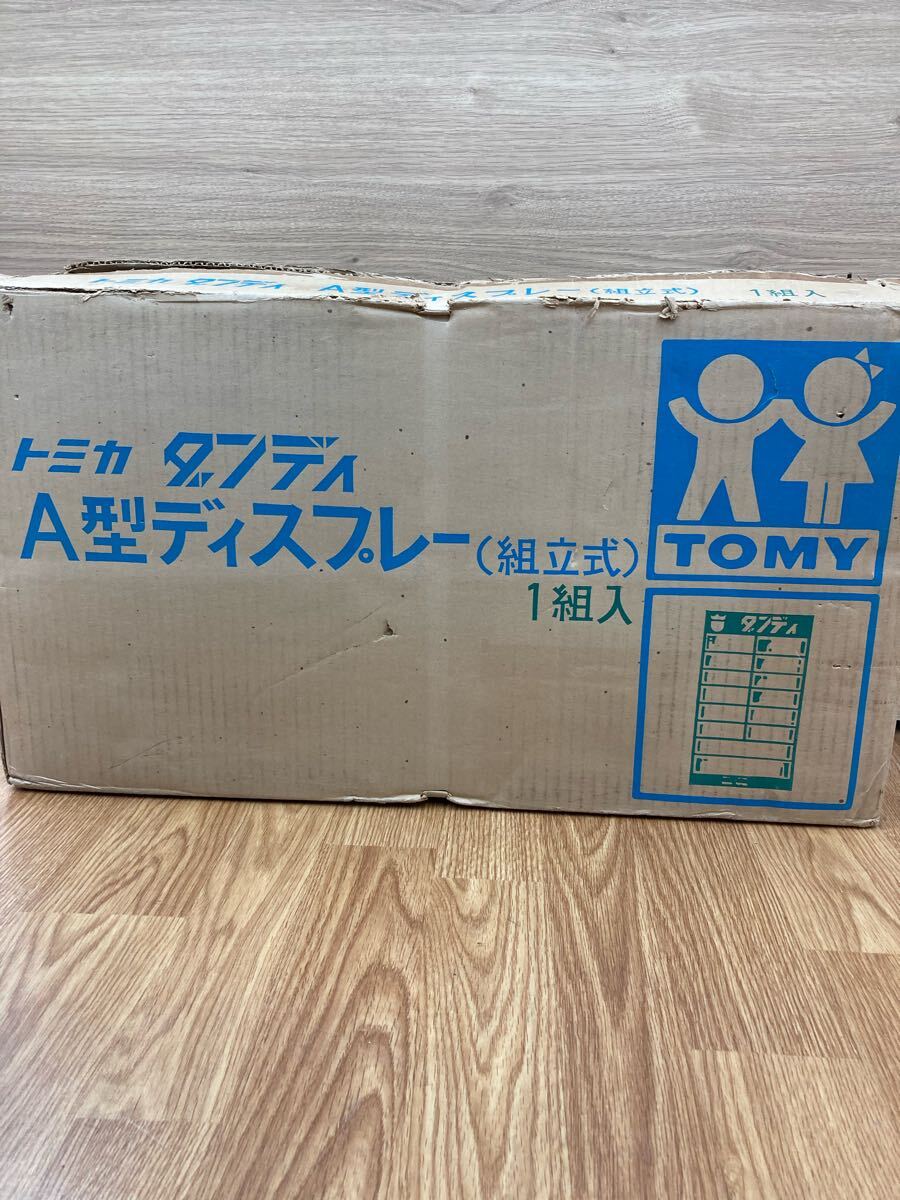 トミカ ダンディ A型ディスプレー(組立式) 1組入
トミカ ダンディ
A型ディスプレー(組立式)
1組入
TOMY
ダンディ